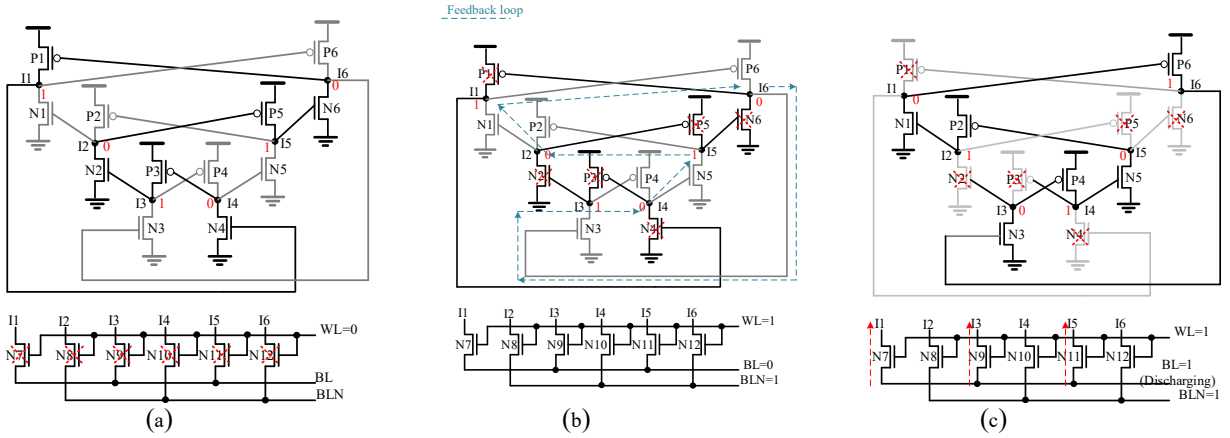 Feedback loop
P1
P6
I1
1
I6
0
N1
P2
P5
N6
I2
0
1
I5
N2
P3
P4
N5
I3
1
0
I4
N3
N4
I1
I2
I3
I4
I5
I6
WL=0
N7
N8
N9
N10
N11
N12
BL
BLN
(a)
P1
P6
I1
1
I6
0
N1
P2
P5
N6
I2
0
1
I5
N2
P3
P4
N5
I3
1
0
I4
N3
N4
I1
I2
I3
I4
I5
I6
WL=1
N7
N8
N9
N10
N11
N12
BL=0
BLN=1
(b)
P1
P6
I1
0
1
I6
N1
P2
P5
N6
I2
1
0
I5
N2
P3
P4
N5
I3
0
1
I4
N3
N4
I1
I2
I3
I4
I5
I6
WL=1
N7
N8
N9
N10
N11
N12
BL=1
(Discharging)
BLN=1
(c)